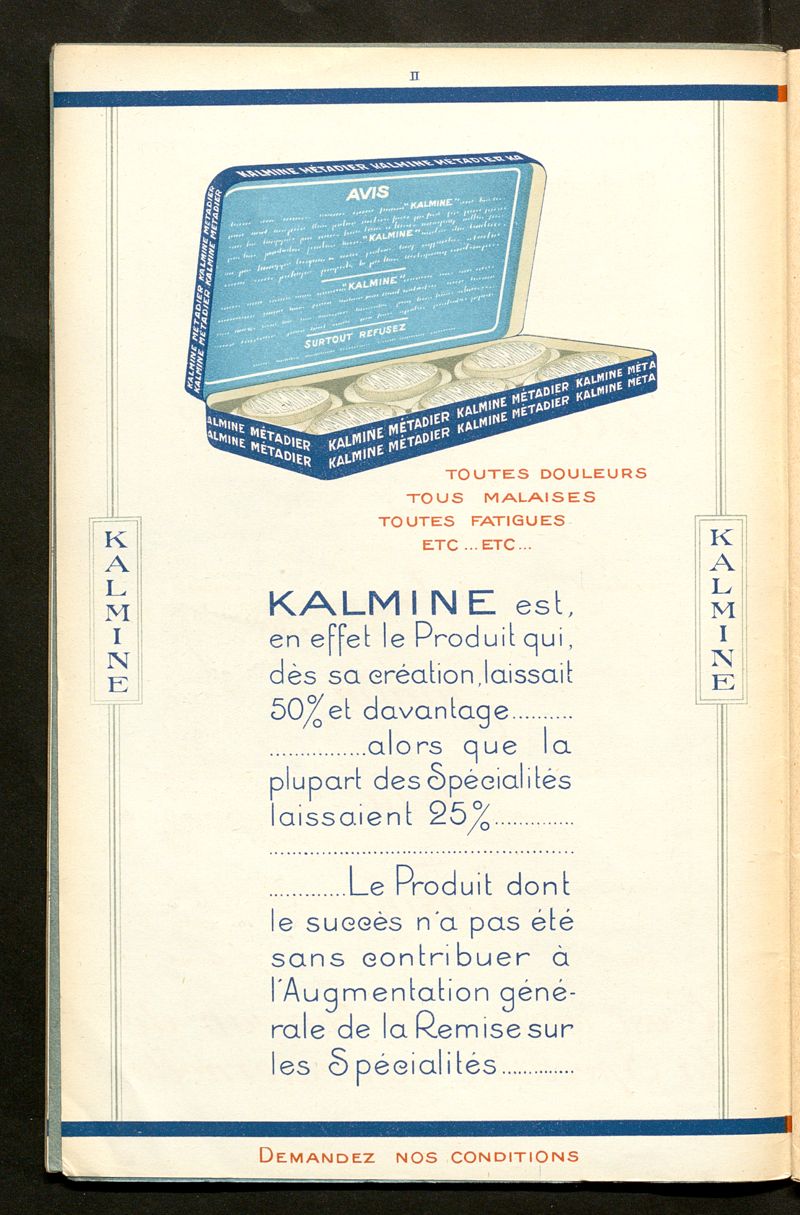 II
KALMINE MÉTADIER KALMINE MÉTADIER KA
KALMINE MÉTADIER KALMINE METADIER
KALMINE MÉTADIER KALMINE METADIER
AVIS
"KALMINE"
"KALMINE"
"KALMINE"
SURTOUT REFUSEZ
ALMINE MÉTADIER KALMINE MÉTADIER KALMINE MÉTADIER KALMINE MÉTA
ALMINE MÉTADIER KALMINE MÉTADIER KALMINE MÉTADIER KALMINE MÉTA
TOUTES DOULEURS
TOUS MALAISES
TOUTES FATIGUES
ETC... ETC...
KALMINE
KALMINE
KALMINE est,
en effet le Produit qui,
dès sa création, laissait
50% et davantage..........
................alors que la
plupart des Spécialités
laissaient 25%..............
......................................................
.............Le Produit dont
le succès n'a pas été
sans contribuer à
l'Augmentation géné-
rale de la Remise sur
les Spécialités..............
DEMANDEZ NOS CONDITIONS